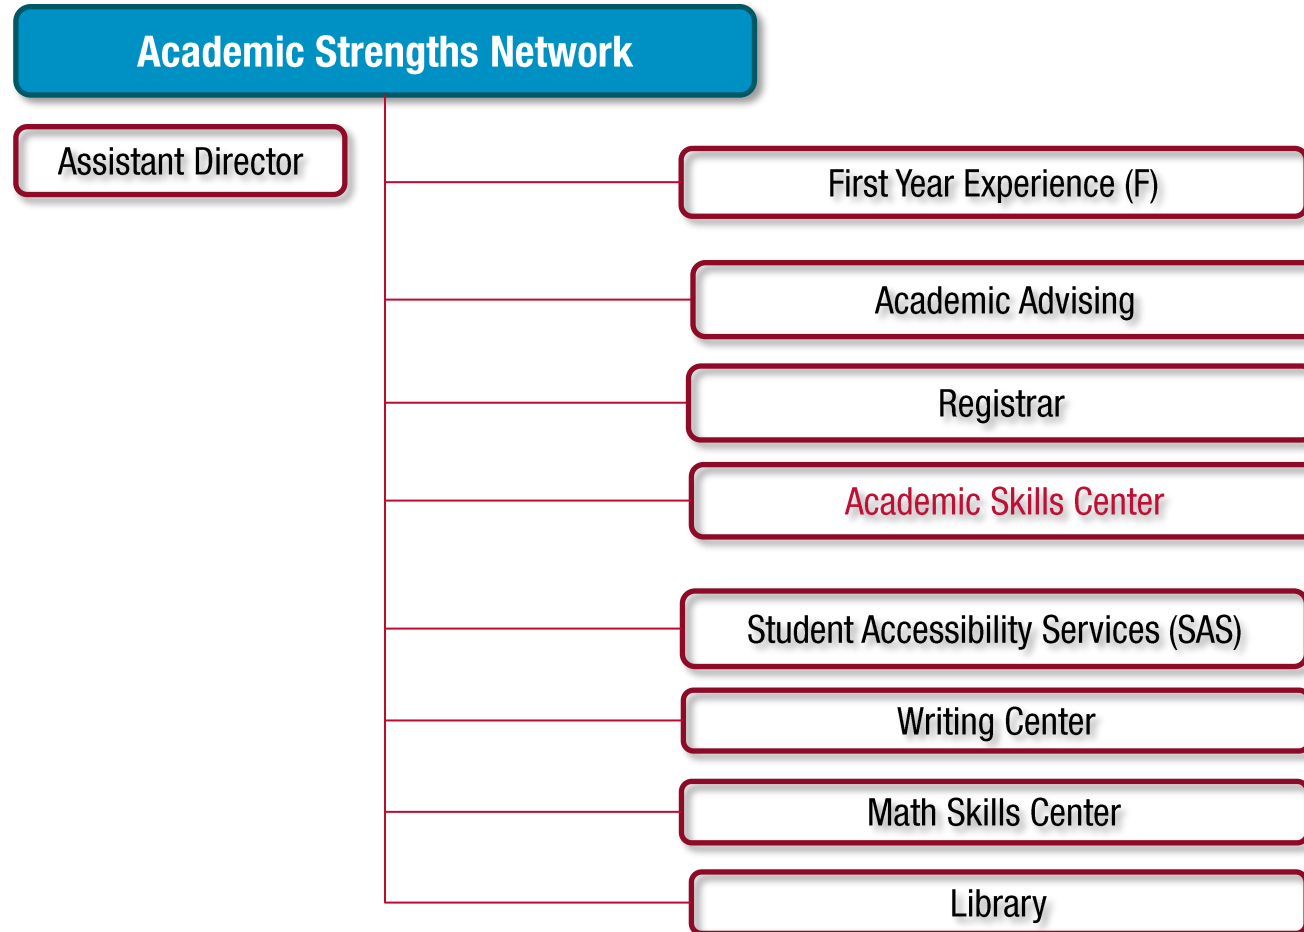 Academic Strengths Network
Assistant Director
First Year Experience (F)
Academic Advising
Registrar
Academic Skills Center
Student Accessibility Services (SAS)
Writing Center
Math Skills Center
Library